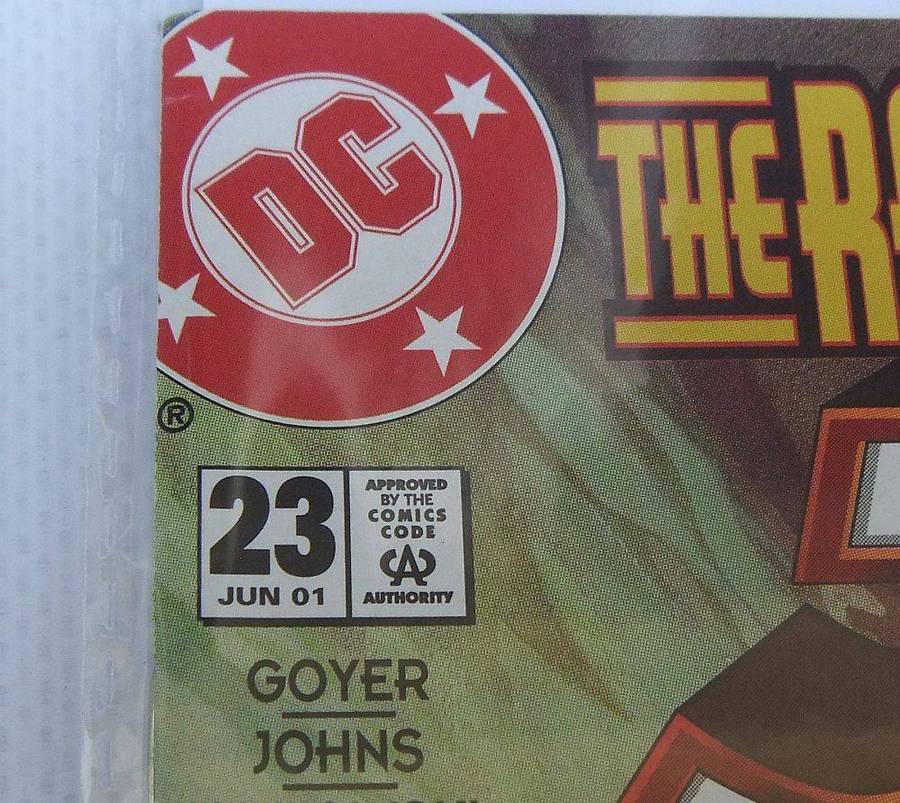 DC
THE R
®
23
JUN 01
APPROVED
BY THE
COMICS
CODE
CA
AUTHORITY
GOYER
JOHNS